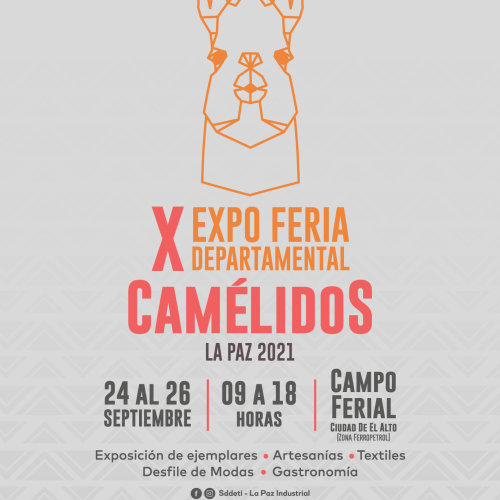 X EXPO FERIA
DEPARTAMENTAL
CAMÉLIDOS
LA PAZ 2021
24 AL 26
SEPTIEMBRE
09 A 18
HORAS
CAMPO
FERIAL
CIUDAD DE EL ALTO
(ZONA FERROPETROL)
Exposición de ejemplares • Artesanías • Textiles
Desfile de Modas • Gastronomía
Sddeti - La Paz Industrial